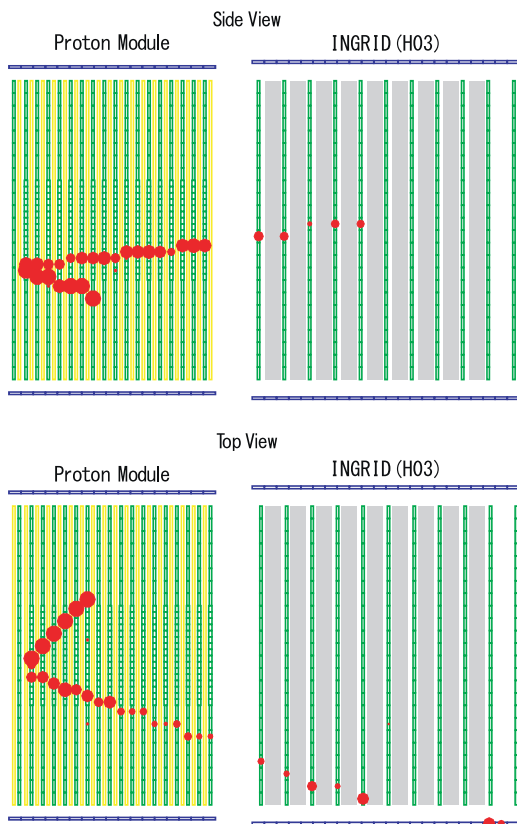 Side View
Proton Module
INGRID (H03)
Top View
Proton Module
INGRID (H03)